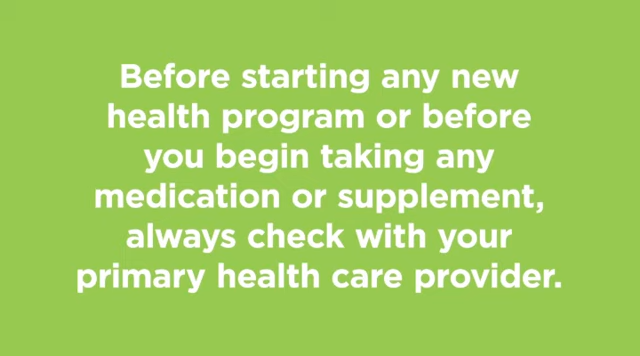 Before starting any new
health program or before
you begin taking any
medication or supplement,
always check with your
primary health care provider.